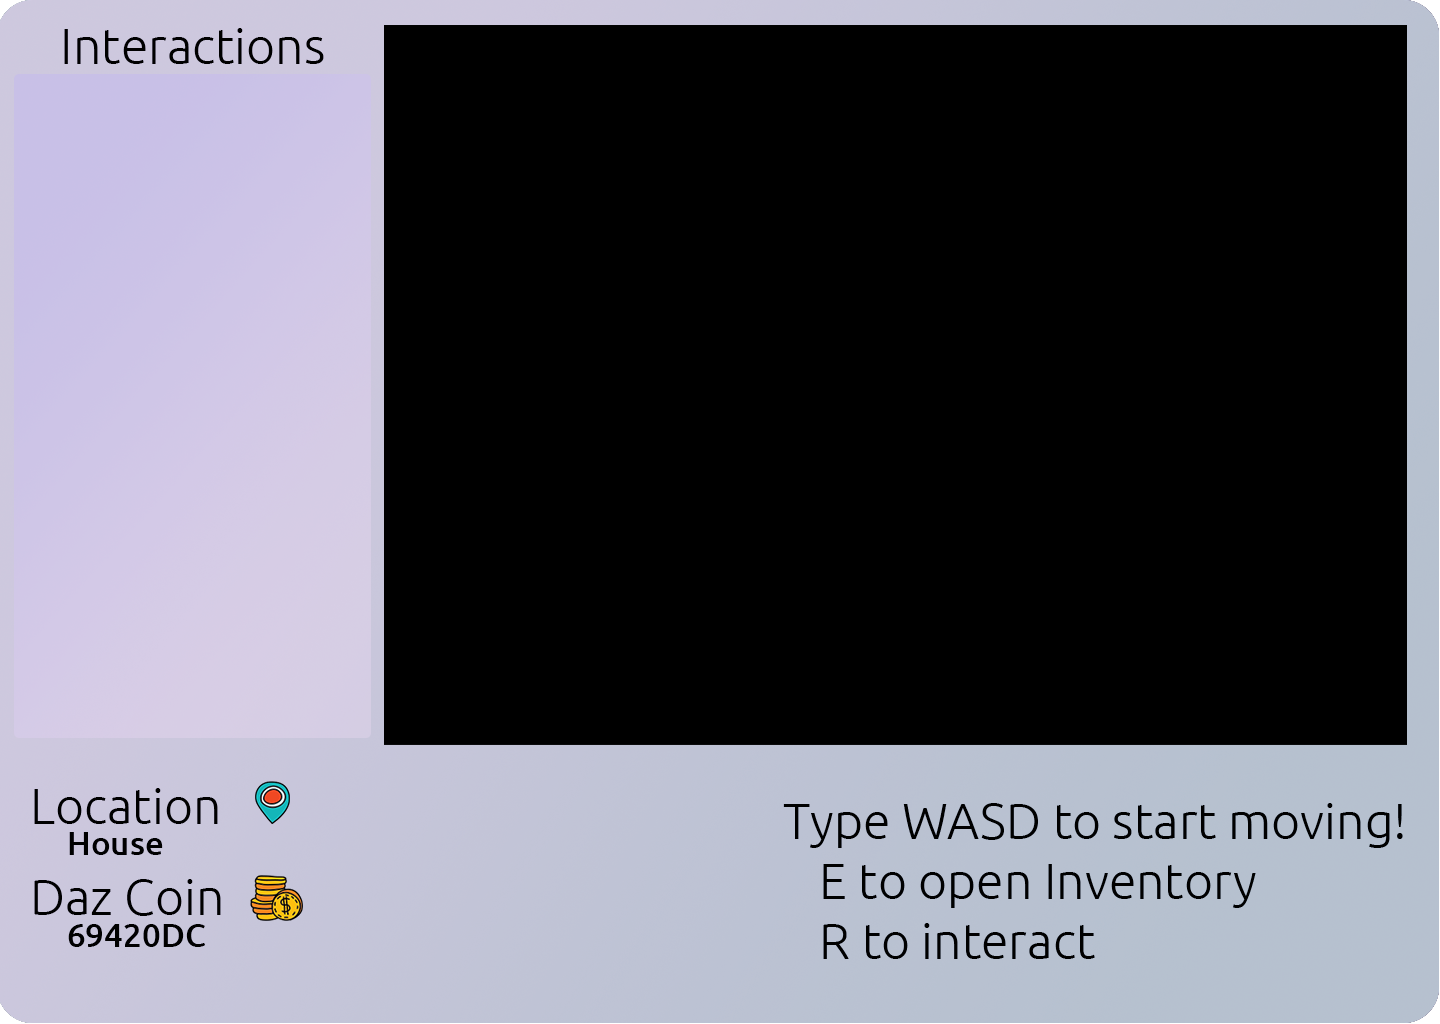 Interactions
Location
House
Daz Coin
69420DC
Type WASD to start moving!
E to open Inventory
R to interact